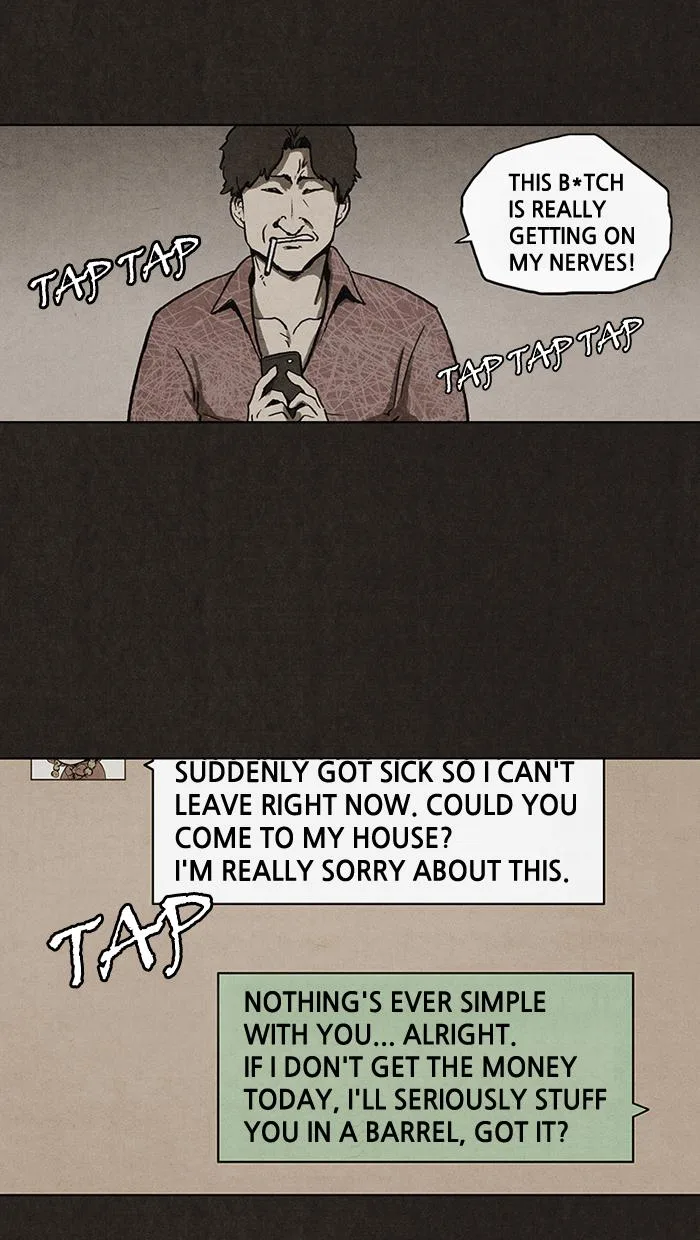 THIS B*TCH
IS REALLY
GETTING ON
MY NERVES!
TAP TAP
TAP TAP TAP
SUDDENLY GOT SICK SO I CAN'T
LEAVE RIGHT NOW. COULD YOU
COME TO MY HOUSE?
I'M REALLY SORRY ABOUT THIS.
TAP
NOTHING'S EVER SIMPLE
WITH YOU... ALRIGHT.
IF I DON'T GET THE MONEY
TODAY, I'LL SERIOUSLY STUFF
YOU IN A BARREL, GOT IT?